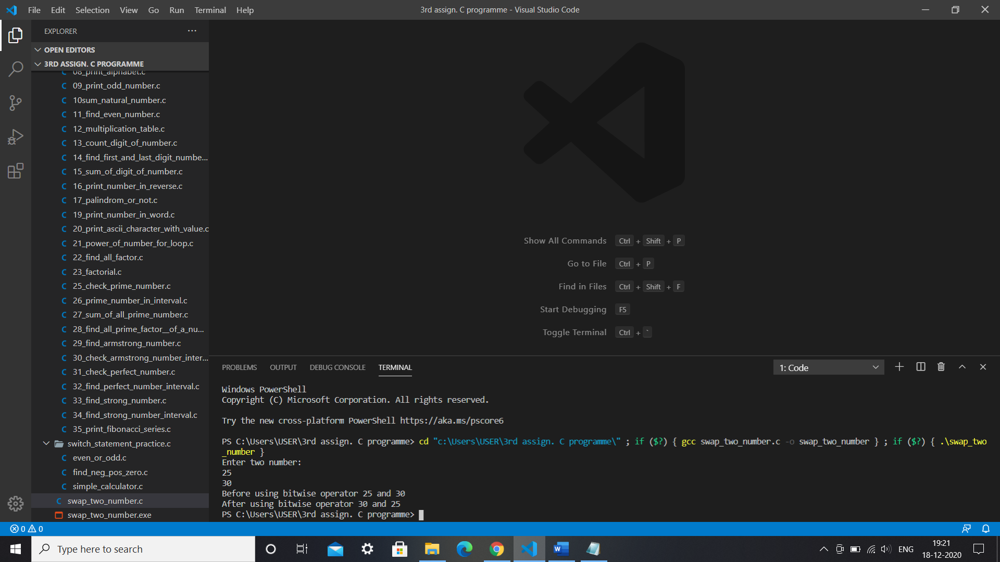 File Edit Selection View Go Run Terminal Help
3rd assign. C programme - Visual Studio Code
EXPLORER
OPEN EDITORS
3RD ASSIGN. C PROGRAMME
08_print_alphabet.c
09_print_odd_number.c
10sum_natural_number.c
11_find_even_number.c
12_multiplication_table.c
13_count_digit_of_number.c
14_find_first_and_last_digit_numbe...
15_sum_of_digit_of_number.c
16_print_number_in_reverse.c
17_palindrom_or_not.c
19_print_number_in_word.c
20_print_ascii_character_with_value.c
21_power_of_number_for_loop.c
22_find_all_factor.c
23_factorial.c
25_check_prime_number.c
26_prime_number_in_interval.c
27_sum_of_all_prime_number.c
28_find_all_prime_factor__of_a_nu...
29_find_armstrong_number.c
30_check_armstrong_number_inter...
31_check_perfect_number.c
32_find_perfect_number_interval.c
33_find_strong_number.c
34_find_strong_number_interval.c
35_print_fibonacci_series.c
switch_statement_practice.c
even_or_odd.c
find_neg_pos_zero.c
simple_calculator.c
swap_two_number.c
swap_two_number.exe
Show All Commands Ctrl + Shift + P
Go to File Ctrl + P
Find in Files Ctrl + Shift + F
Start Debugging F5
Toggle Terminal Ctrl + `
PROBLEMS OUTPUT DEBUG CONSOLE TERMINAL
1: Code
Windows PowerShell
Copyright (C) Microsoft Corporation. All rights reserved.
Try the new cross-platform PowerShell https://aka.ms/pscore6
PS C:\Users\USER\3rd assign. C programme> cd "c:\Users\USER\3rd assign. C programme\" ; if ($?) { gcc swap_two_number.c -o swap_two_number } ; if ($?) { .\swap_two
_number }
Enter two number:
25
30
Before using bitwise operator 25 and 30
After using bitwise operator 30 and 25
PS C:\Users\USER\3rd assign. C programme>
0 0
Type here to search
ENG
19:21
18-12-2020